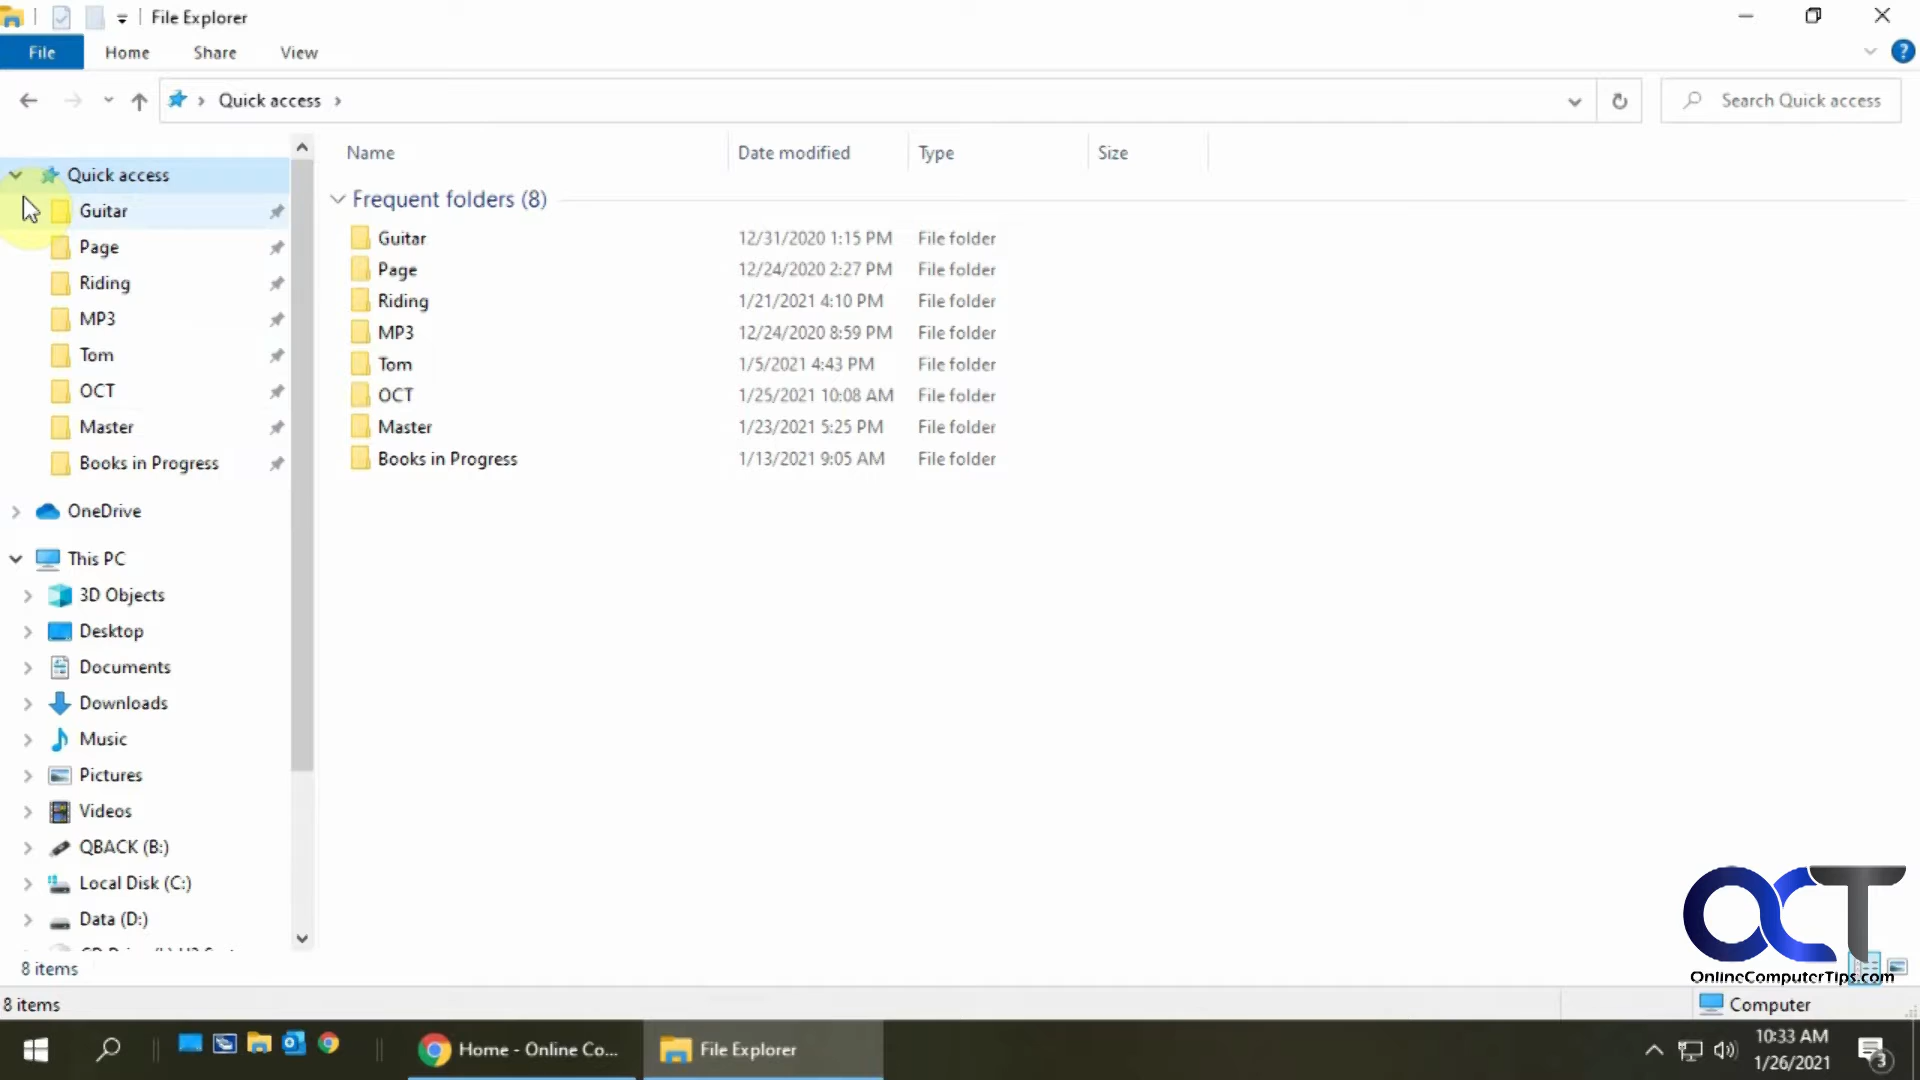 File Explorer
File Home Share View
Quick access
Search Quick access
Name Date modified Type Size
Quick access
Guitar
Page
Riding
MP3
Tom
OCT
Master
Books in Progress
OneDrive
This PC
3D Objects
Desktop
Documents
Downloads
Music
Pictures
Videos
QBACK (B:)
Local Disk (C:)
Data (D:)
Frequent folders (8)
Guitar 12/31/2020 1:15 PM File folder
Page 12/24/2020 2:27 PM File folder
Riding 1/21/2021 4:10 PM File folder
MP3 12/24/2020 8:59 PM File folder
Tom 1/5/2021 4:43 PM File folder
OCT 1/25/2021 10:08 AM File folder
Master 1/23/2021 5:25 PM File folder
Books in Progress 1/13/2021 9:05 AM File folder
OCT
OnlineComputerTips.com
8 items
8 items
Computer
Home - Online Co...
File Explorer
10:33 AM
1/26/2021
3